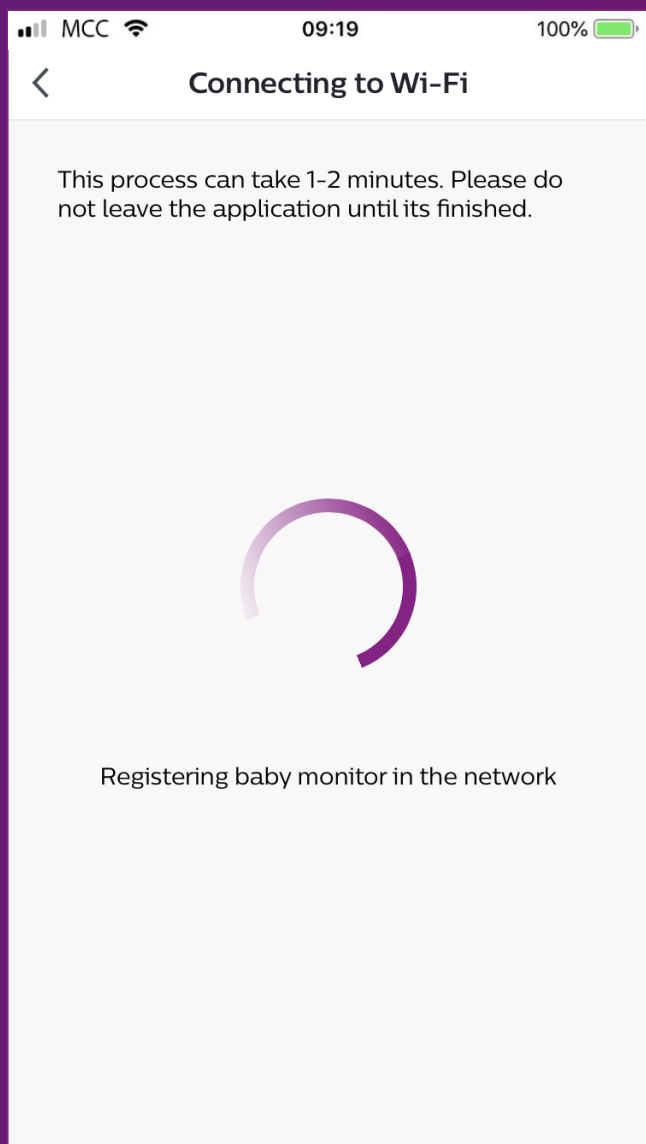 MCC 09:19 100%
Connecting to Wi-Fi
This process can take 1-2 minutes. Please do
not leave the application until its finished.
Registering baby monitor in the network